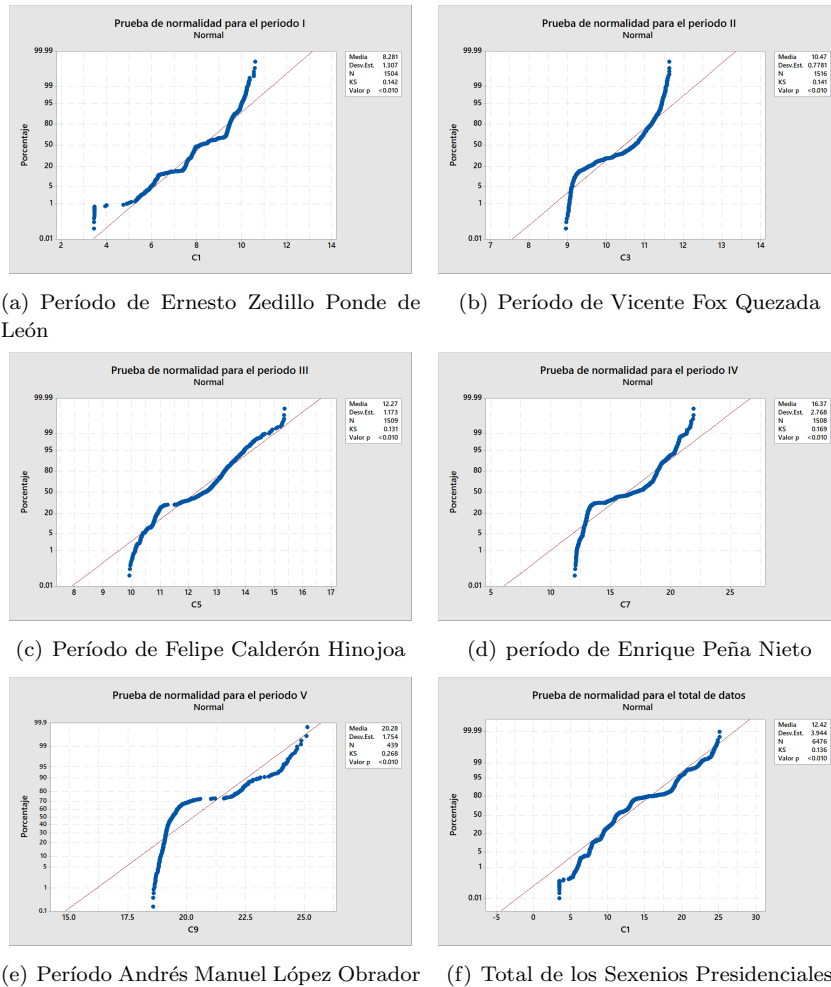 Prueba de normalidad para el periodo I
Normal
99.99
99
95
80
50
20
5
1
0.01
Porcentaje
2 4 6 8 10 12 14
C1
Media 8.281
Desv.Est. 1.307
N 1504
KS 0.142
Valor p <0.010
Prueba de normalidad para el periodo II
Normal
99.99
99
95
80
50
20
5
1
0.01
Porcentaje
7 8 9 10 11 12 13 14
C3
Media 10.47
Desv.Est. 0.7781
N 1516
KS 0.141
Valor p <0.010
(a) Período de Ernesto Zedillo Ponde de
León
(b) Período de Vicente Fox Quezada
Prueba de normalidad para el periodo III
Normal
99.99
99
95
80
50
20
5
1
0.01
Porcentaje
8 9 10 11 12 13 14 15 16 17
C5
Media 12.27
Desv.Est. 1.173
N 1509
KS 0.131
Valor p <0.010
Prueba de normalidad para el periodo IV
Normal
99.99
99
95
80
50
20
5
1
0.01
Porcentaje
5 10 15 20 25
C7
Media 16.37
Desv.Est. 2.768
N 1508
KS 0.169
Valor p <0.010
(c) Período de Felipe Calderón Hinojoa
(d) período de Enrique Peña Nieto
Prueba de normalidad para el periodo V
Normal
99.9
99
95
90
80
70
60
50
40
30
20
10
5
1
0.1
Porcentaje
15.0 17.5 20.0 22.5 25.0
C9
Media 20.28
Desv.Est. 1.754
N 439
KS 0.268
Valor p <0.010
Prueba de normalidad para el total de datos
Normal
99.99
99
95
80
50
20
5
1
0.01
Porcentaje
-5 0 5 10 15 20 25 30
C1
Media 12.42
Desv.Est. 3.944
N 6476
KS 0.136
Valor p <0.010
(e) Período Andrés Manuel López Obrador
(f) Total de los Sexenios Presidenciales